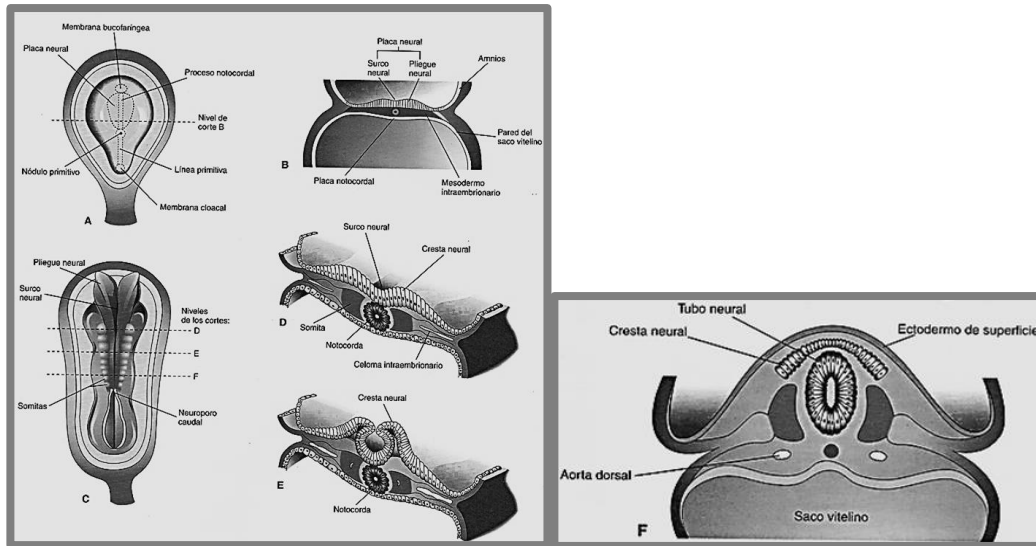 Membrana bucofaríngea
Placa neural
Proceso notocordal
Nivel de
corte B
Nódulo primitivo
Línea primitiva
Membrana cloacal
A
Placa neural
Surco
neural
Pliegue
neural
Amnios
B
Pared del
saco vitelino
Placa notocordal
Mesodermo
intraembrionario
Pliegue neural
Surco
neural
Niveles
de los cortes:
D
E
F
Somitas
Neuroporo
caudal
C
Surco neural
Cresta neural
D
Somita
Notocorda
Celoma intraembrionario
Cresta neural
E
Notocorda
Tubo neural
Cresta neural
Ectodermo de superficie
Aorta dorsal
Saco vitelino
F